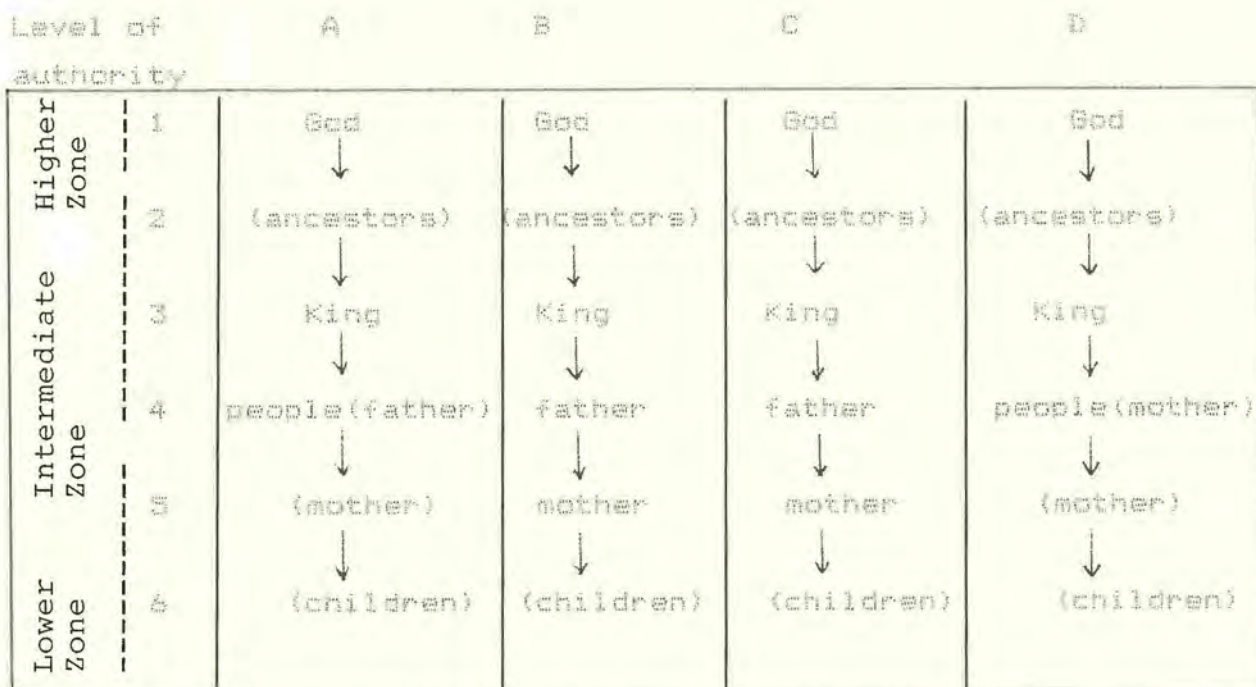 Level of A B C D
authority
Higher Zone
1 God God God God
2 (ancestors) (ancestors) (ancestors) (ancestors)
Intermediate Zone
3 King King King King
4 people(father) father father people(mother)
5 (mother) mother mother (mother)
Lower Zone
6 (children) (children) (children) (children)